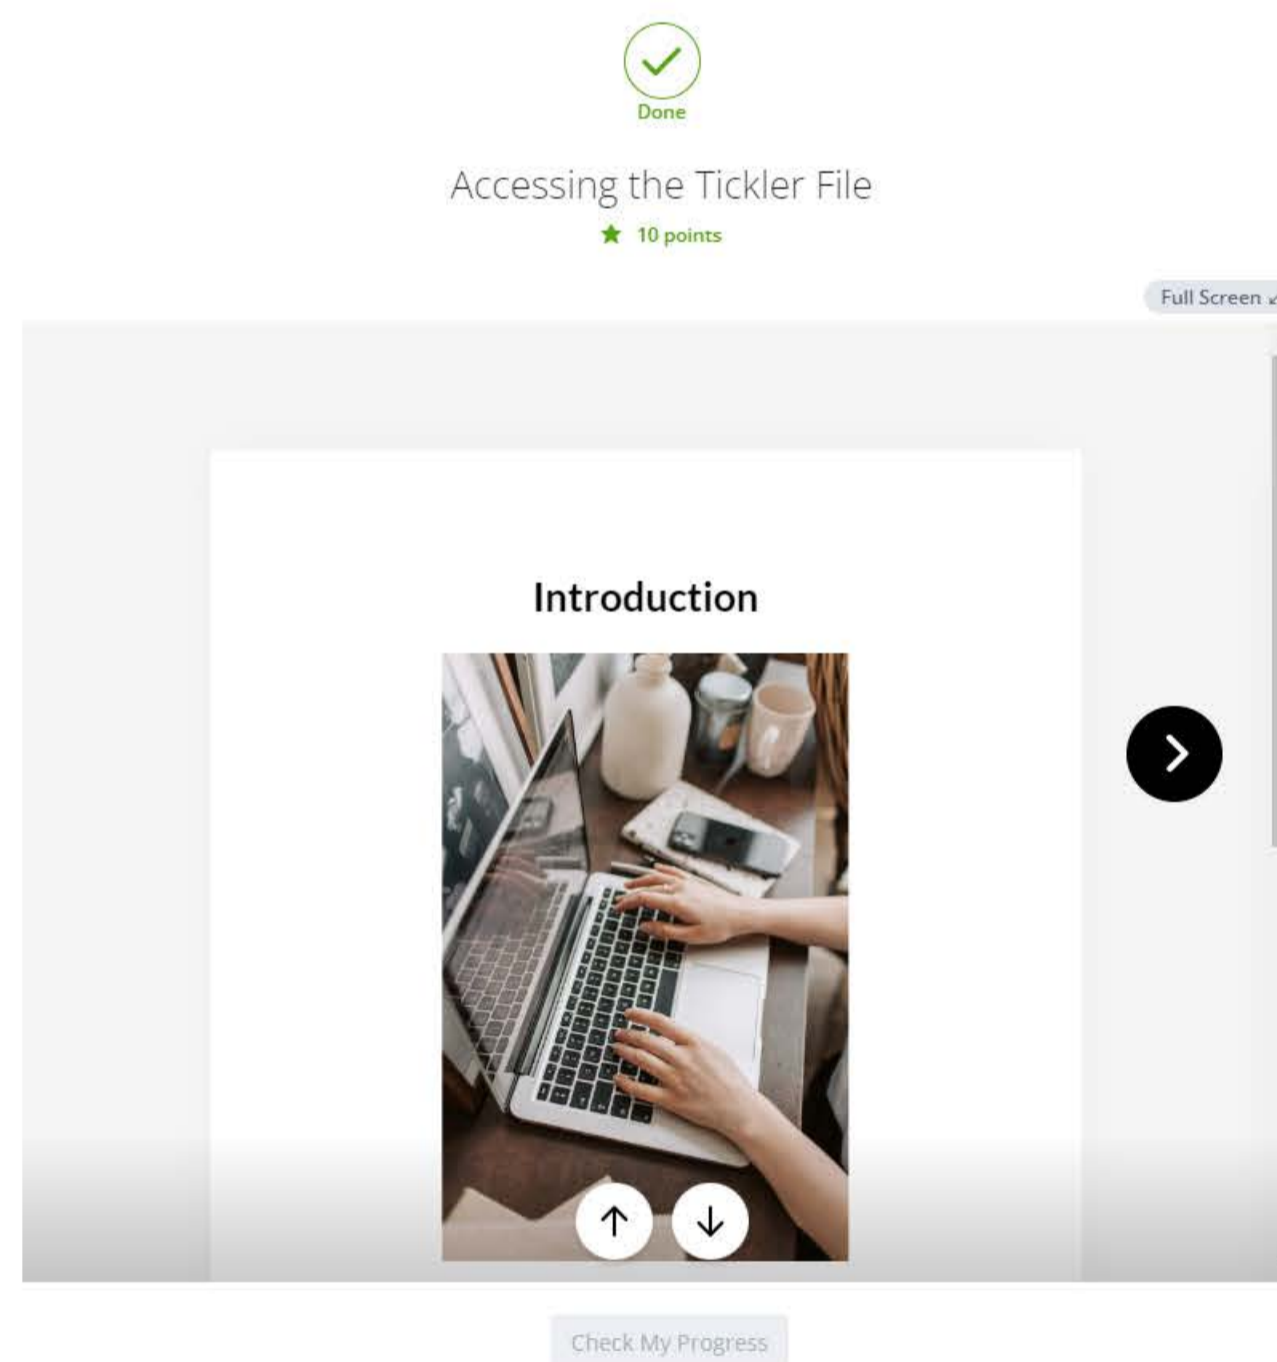 Done
Accessing the Tickler File
10 points
Full Screen
Introduction
Check My Progress